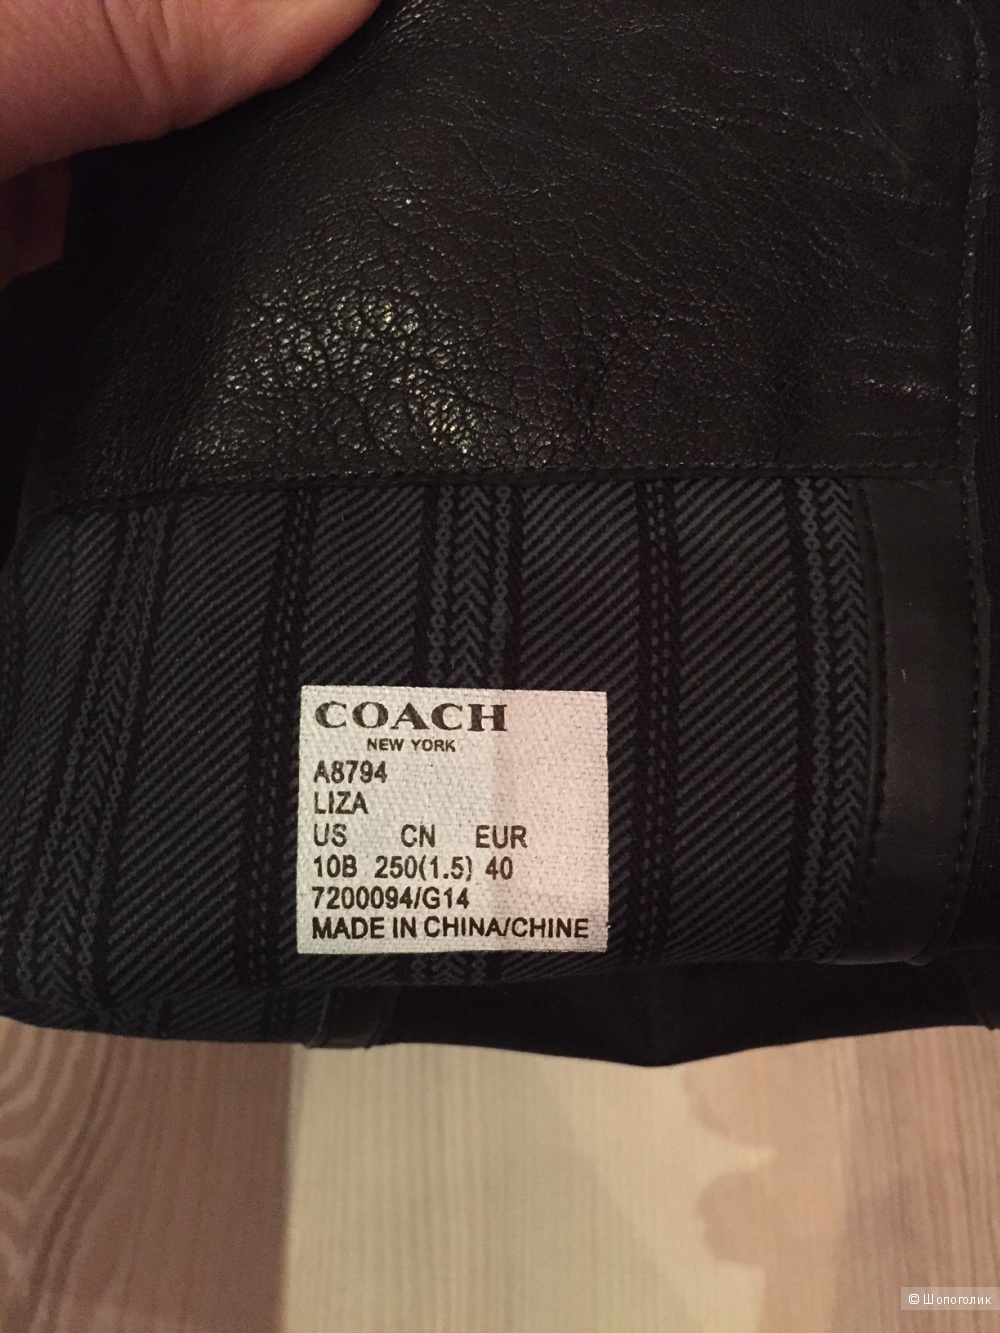 COACH
NEW YORK
A8794
LIZA
US CN EUR
10B 250(1.5) 40
7200094/G14
MADE IN CHINA/CHINE
© Шопоголик